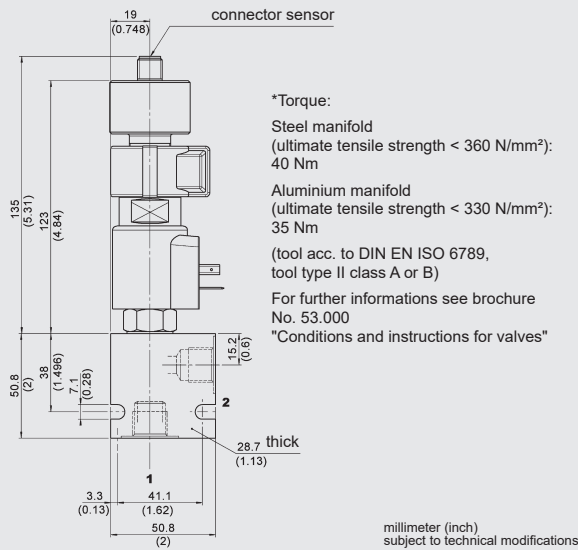 19
(0.748)
connector sensor
135
(5.31)
123
(4.84)
*Torque:
Steel manifold
(ultimate tensile strength < 360 N/mm²):
40 Nm
Aluminium manifold
(ultimate tensile strength < 330 N/mm²):
35 Nm
(tool acc. to DIN EN ISO 6789,
tool type II class A or B)
For further informations see brochure
No. 53.000
"Conditions and instructions for valves"
50.8
(2)
38
(1.496)
7.1
(0.28)
15.2
(0.6)
2
28.7 thick
(1.13)
1
3.3
(0.13)
41.1
(1.62)
50.8
(2)
millimeter (inch)
subject to technical modifications